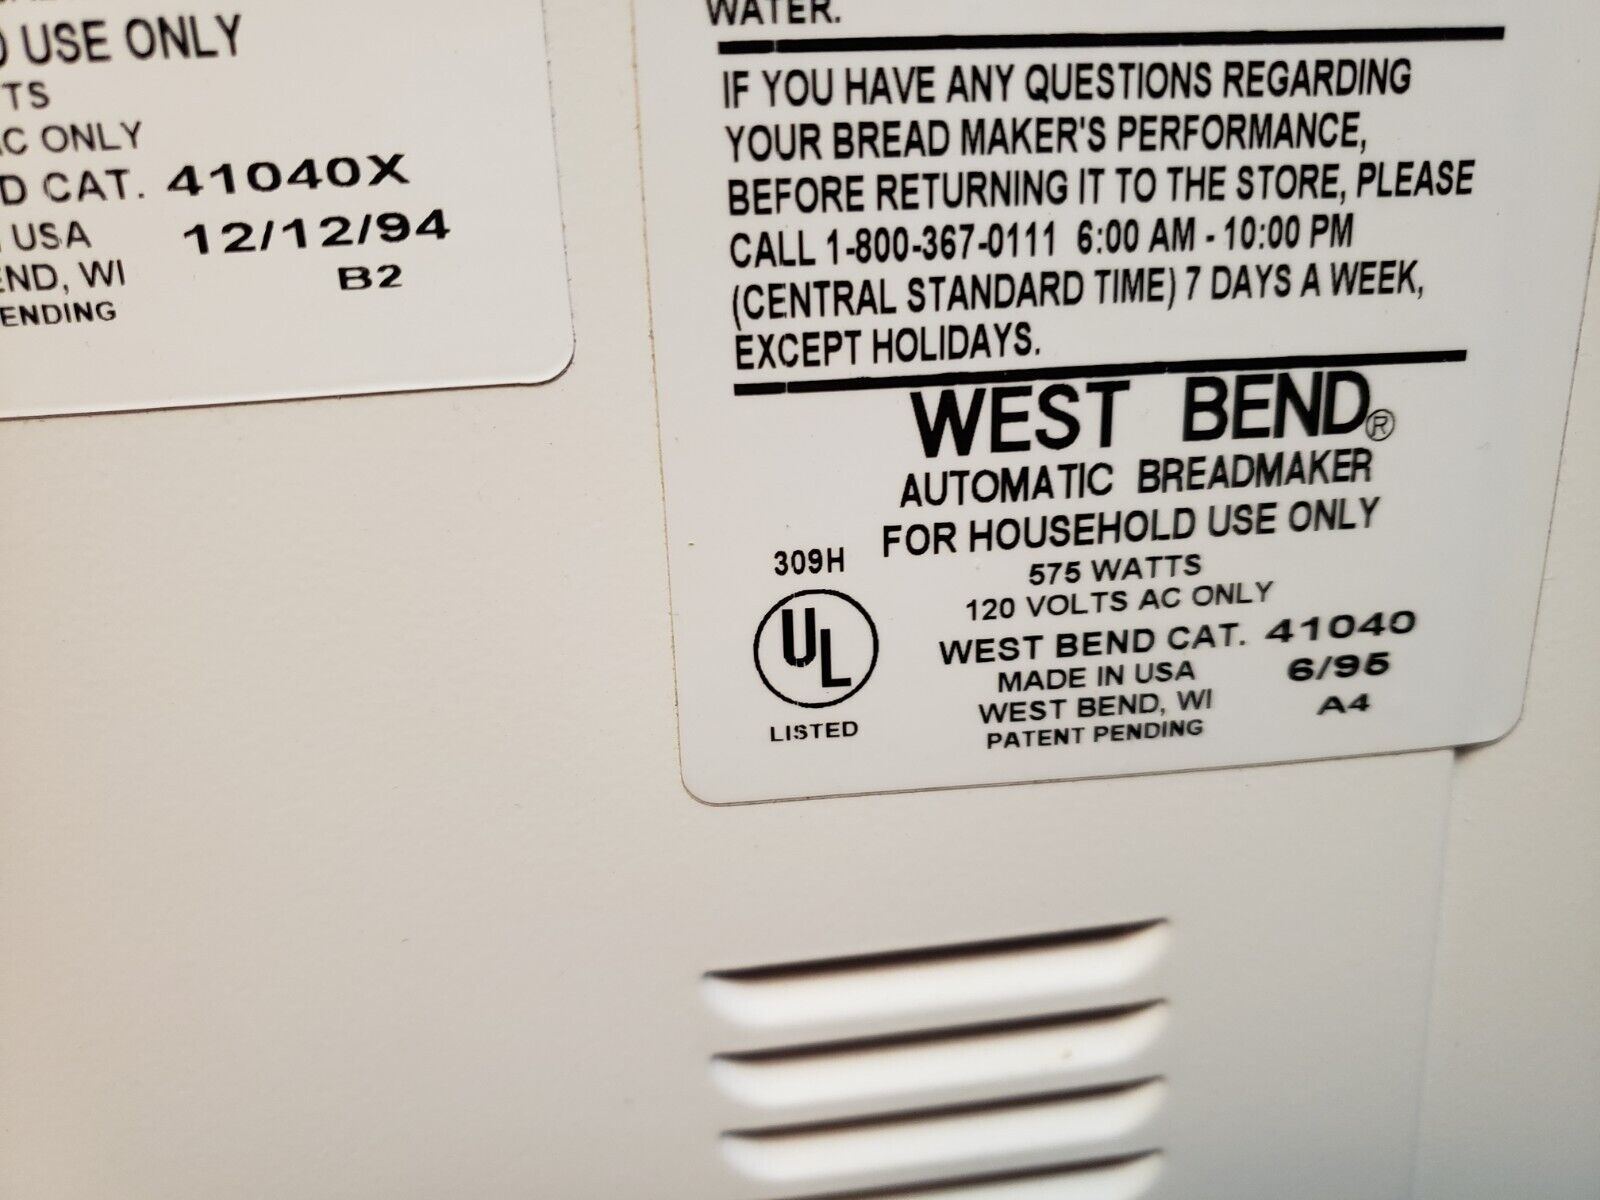 USE ONLY
TS
AC ONLY
D CAT. 41040X
USA 12/12/94
END, WI B2
ENDING
WATER.
IF YOU HAVE ANY QUESTIONS REGARDING
YOUR BREAD MAKER'S PERFORMANCE,
BEFORE RETURNING IT TO THE STORE, PLEASE
CALL 1-800-367-0111 6:00 AM - 10:00 PM
(CENTRAL STANDARD TIME) 7 DAYS A WEEK,
EXCEPT HOLIDAYS.
WEST BEND®
AUTOMATIC BREADMAKER
FOR HOUSEHOLD USE ONLY
309H
575 WATTS
120 VOLTS AC ONLY
UL
LISTED
WEST BEND CAT. 41040
MADE IN USA 6/95
WEST BEND, WI A4
PATENT PENDING